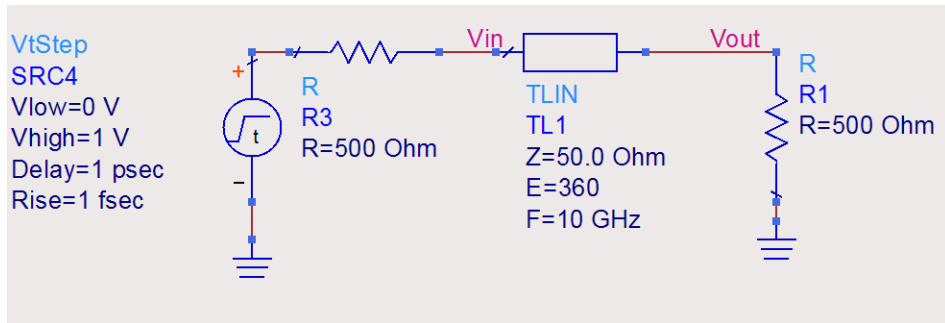 VtStep
SRC4
Vlow=0 V
Vhigh=1 V
Delay=1 psec
Rise=1 fsec
+
t
−
R
R3
R=500 Ohm
Vin
TLIN
TL1
Z=50.0 Ohm
E=360
F=10 GHz
Vout
R
R1
R=500 Ohm